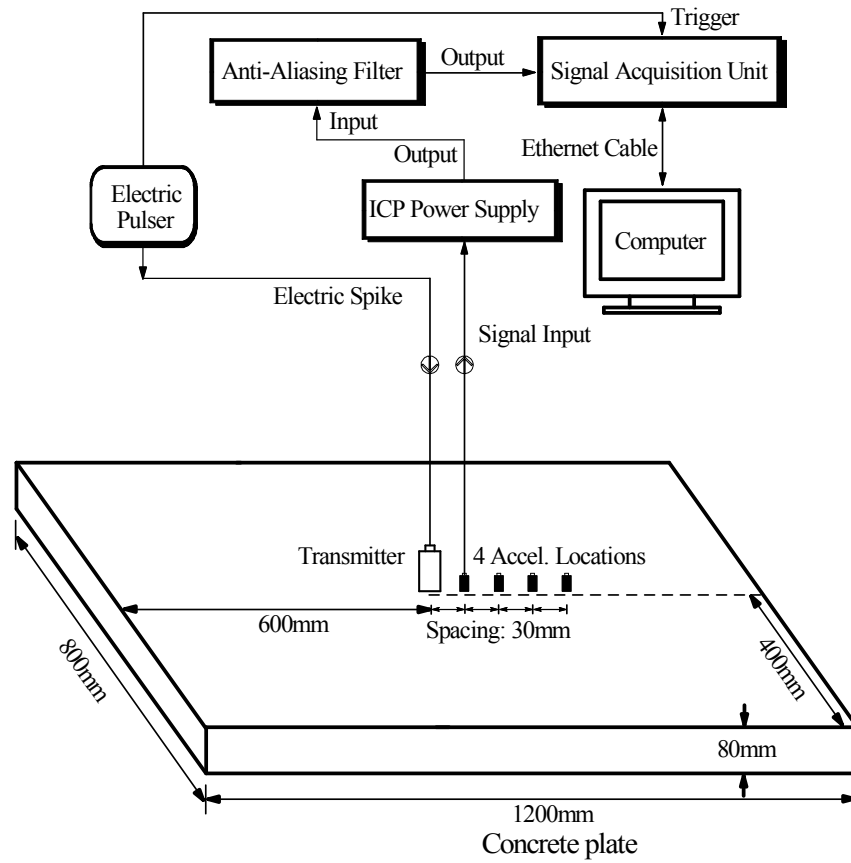 Trigger
Anti-Aliasing Filter
Output
Signal Acquisition Unit
Input
Output
Ethernet Cable
Electric
Pulser
ICP Power Supply
Computer
Electric Spike
Signal Input
Transmitter
4 Accel. Locations
600mm
Spacing: 30mm
800mm
400mm
80mm
1200mm
Concrete plate